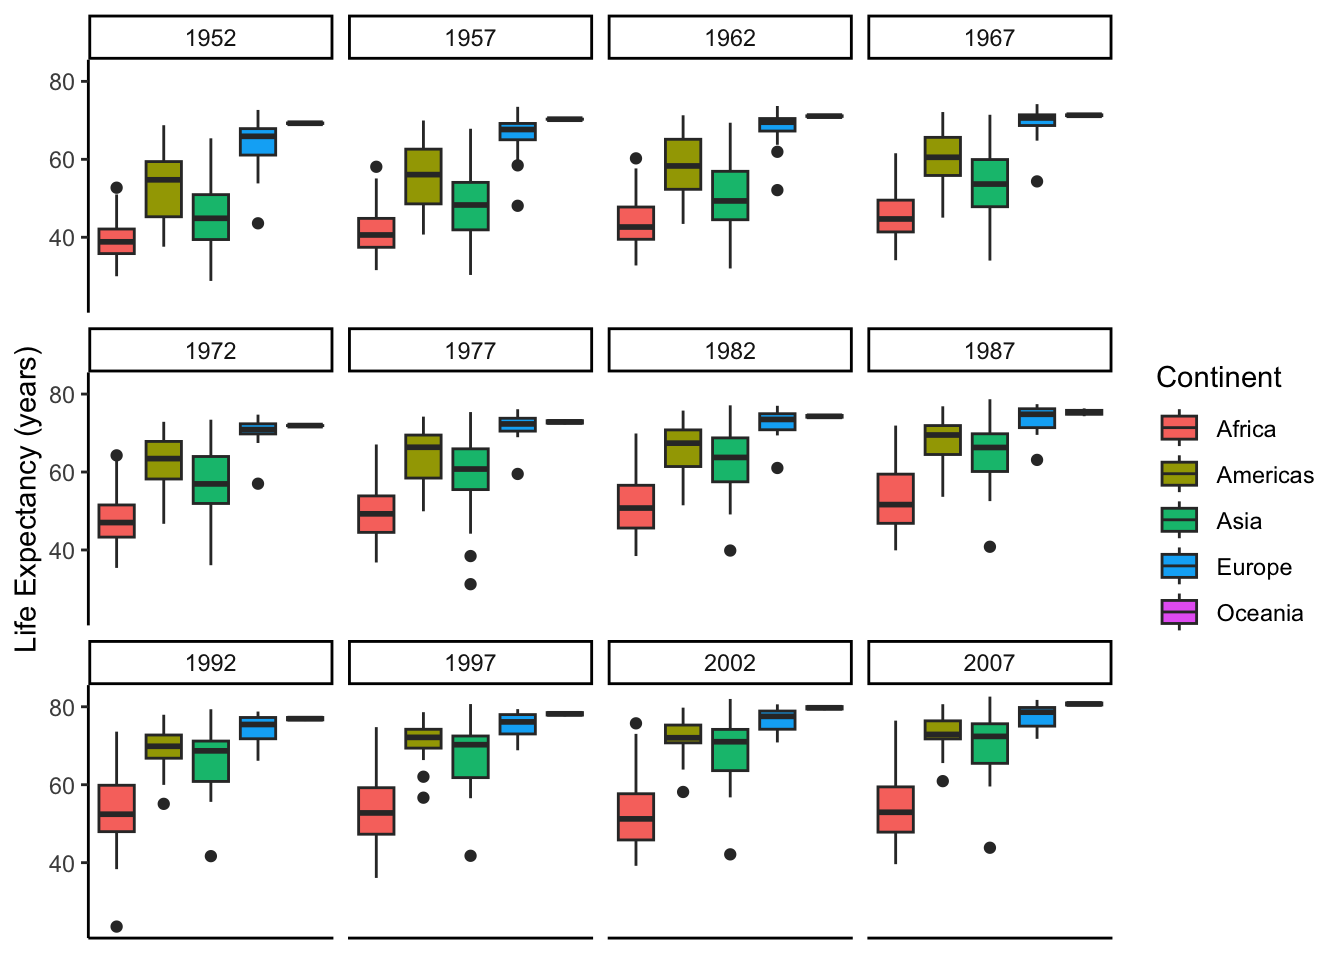 1952 1957 1962 1967
80
60
40
1972 1977 1982 1987
80
60
40
1992 1997 2002 2007
80
60
40
Life Expectancy (years)
Continent
Africa
Americas
Asia
Europe
Oceania